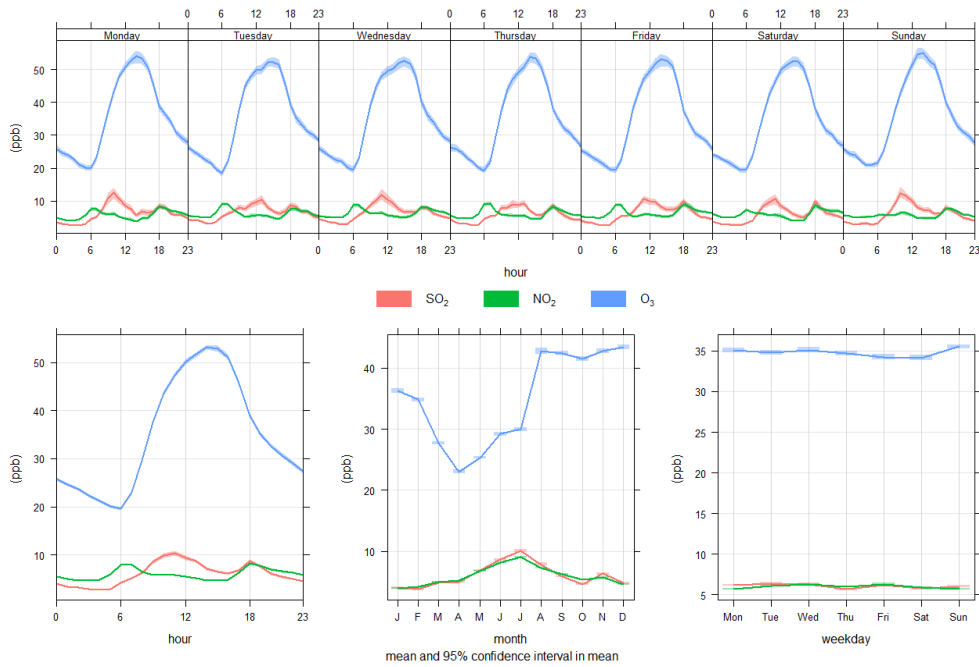 0 6 12 18 23 0 6 12 18 23 0 6 12 18 23
Monday Tuesday Wednesday Thursday Friday Saturday Sunday
(ppb)
50
40
30
20
10
0 6 12 18 23 0 6 12 18 23 0 6 12 18 23 0 6 12 18 23
hour
SO₂ NO₂ O₃
(ppb)
50
40
30
20
10
0 6 12 18 23
hour
(ppb)
40
30
20
10
J F M A M J J A S O N D
month
(ppb)
35
30
25
20
15
10
5
Mon Tue Wed Thu Fri Sat Sun
weekday
mean and 95% confidence interval in mean